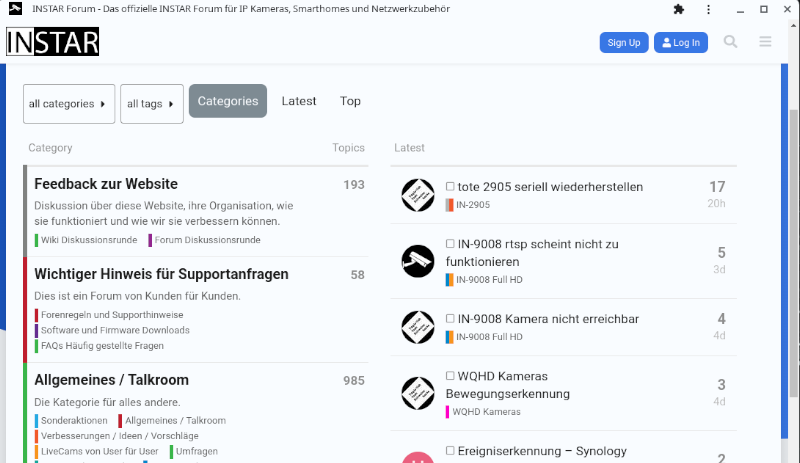 INSTAR Forum - Das offizielle INSTAR Forum für IP Kameras, Smarthomes und Netzwerkzubehör
INSTAR
Sign Up
Log In
all categories
all tags
Categories
Latest
Top
Category
Topics
Feedback zur Website
193
Diskussion über diese Website, ihre Organisation, wie
sie funktioniert und wie wir sie verbessern können.
Wiki Diskussionsrunde
Forum Diskussionsrunde
Wichtiger Hinweis für Supportanfragen
58
Dies ist ein Forum von Kunden für Kunden.
Forenregeln und Supporthinweise
Software und Firmware Downloads
FAQs Häufig gestellte Fragen
Allgemeines / Talkroom
985
Die Kategorie für alles andere.
Sonderaktionen
Allgemeines / Talkroom
Verbesserungen / Ideen / Vorschläge
LiveCams von User für User
Umfragen
Latest
tote 2905 seriell wiederherstellen
17
IN-2905
20h
IN-9008 rtsp scheint nicht zu
funktionieren
5
3d
IN-9008 Full HD
IN-9008 Kamera nicht erreichbar
4
IN-9008 Full HD
4d
WQHD Kameras
Bewegungserkennung
3
4d
WQHD Kameras
Ereigniserkennung – Synology
2